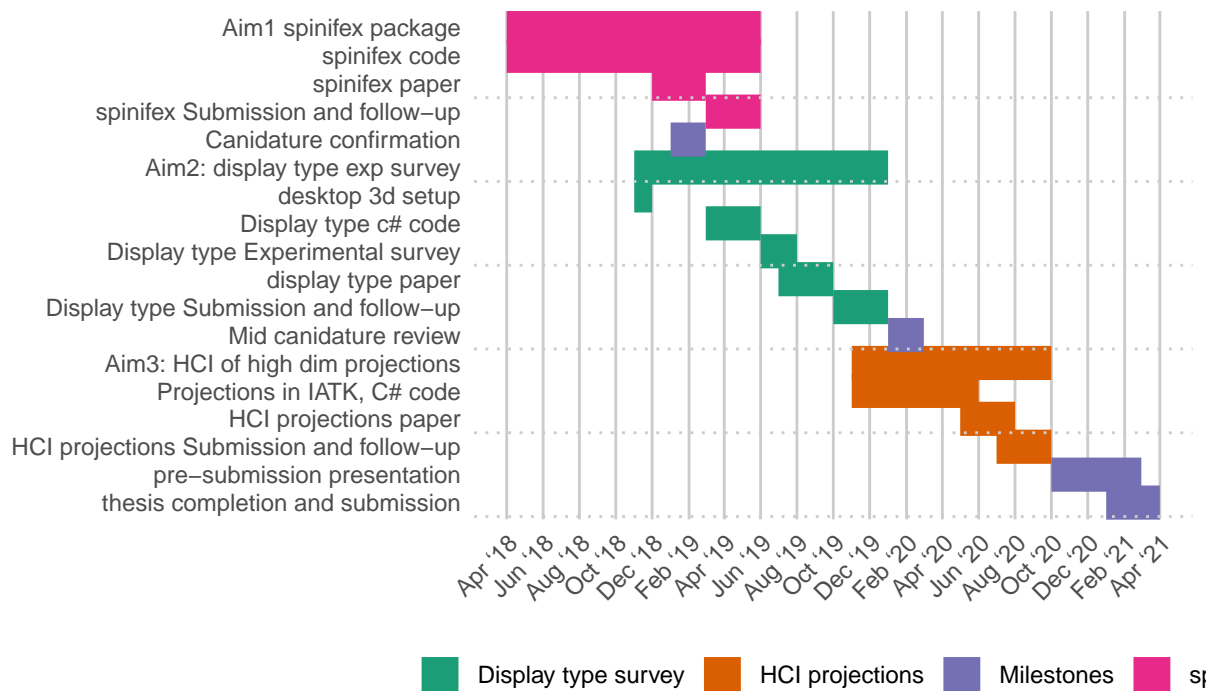 Aim1 spinifex package
spinifex code
spinifex paper
spinifex Submission and follow−up
Canidature confirmation
Aim2: display type exp survey
desktop 3d setup
Display type c# code
Display type Experimental survey
display type paper
Display type Submission and follow−up
Mid canidature review
Aim3: HCI of high dim projections
Projections in IATK, C# code
HCI projections paper
HCI projections Submission and follow−up
pre−submission presentation
thesis completion and submission
Apr ‘18
Jun ‘18
Aug ‘18
Oct ‘18
Dec ‘18
Feb ‘19
Apr ‘19
Jun ‘19
Aug ‘19
Oct ‘19
Dec ‘19
Feb ‘20
Apr ‘20
Jun ‘20
Aug ‘20
Oct ‘20
Dec ‘20
Feb ‘21
Apr ‘21
Display type survey HCI projections Milestones sp